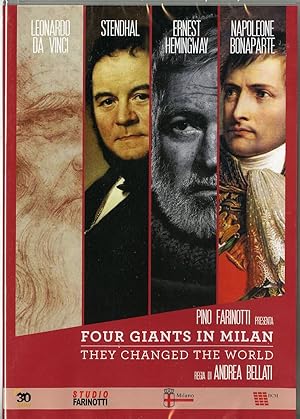 LEONARDO
DA VINCI
STENDHAL
ERNEST
HEMINGWAY
NAPOLEONE
BONAPARTE
PINO FARINOTTI PRESENTA
FOUR GIANTS IN MILAN
THEY CHANGED THE WORLD
REGIA DI ANDREA BELLATI
30
STUDIO
FARINOTTI
Milano